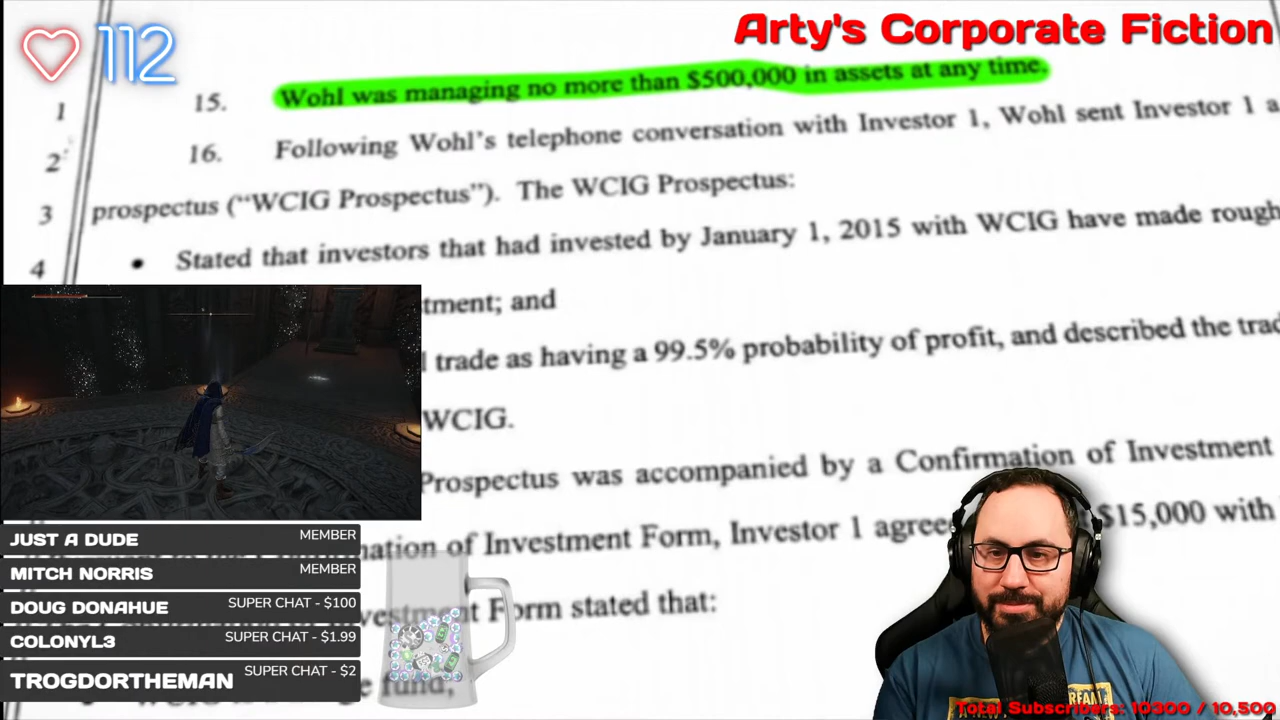 112
Arty's Corporate Fiction
1 15. Wohl was managing no more than $500,000 in assets at any time.
2 16. Following Wohl's telephone conversation with Investor 1, Wohl sent Investor 1 a
3 prospectus ("WCIG Prospectus"). The WCIG Prospectus:
4 • Stated that investors that had invested by January 1, 2015 with WCIG have made rough
tment; and
l trade as having a 99.5% probability of profit, and described the trad
WCIG.
Prospectus was accompanied by a Confirmation of Investment
mation of Investment Form, Investor 1 agree $15,000 with
vestment Form stated that:
fund,
JUST A DUDE MEMBER
MITCH NORRIS MEMBER
DOUG DONAHUE SUPER CHAT - $100
COLONYL3 SUPER CHAT - $1.99
TROGDORTHEMAN SUPER CHAT - $2
Total Subscribers: 10300 / 10,500